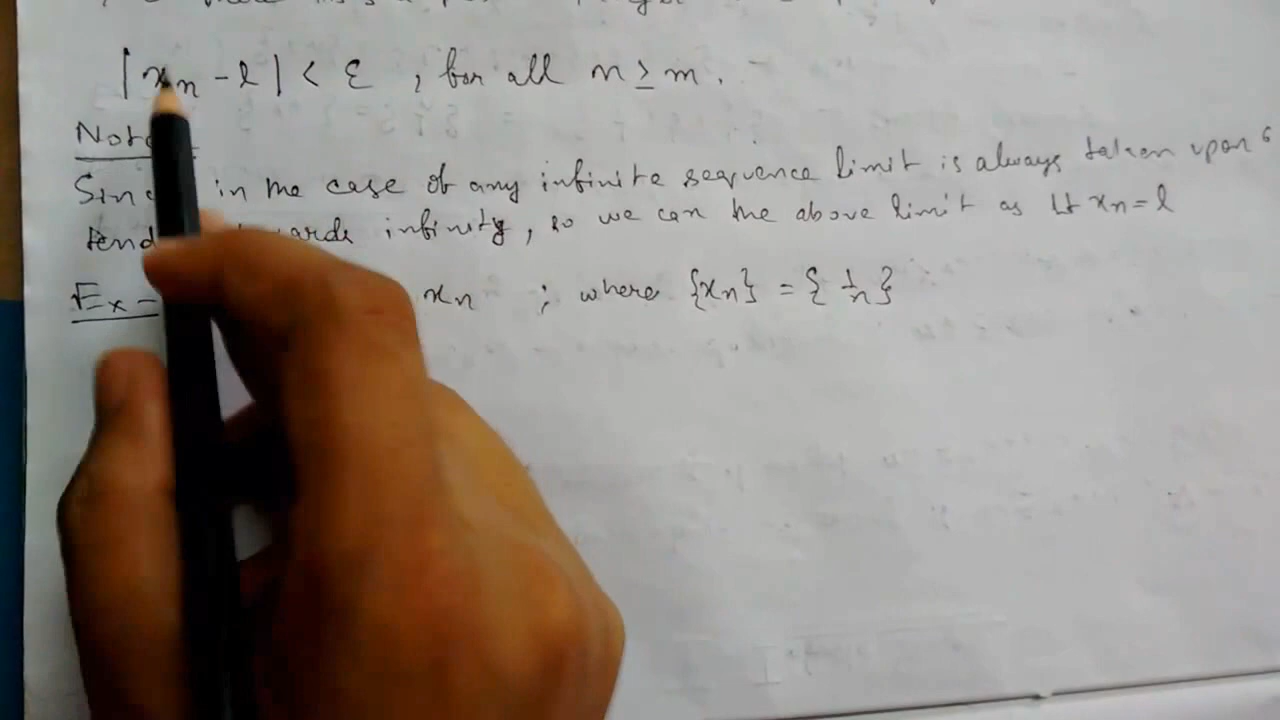 |xₙ - l| < ε , for all n ≥ m.
Note
Sin in the case of any infinite sequence limit is always taken upon
tend infinity, so we can the above limit as lt xₙ = l
Ex - xₙ ; where {xₙ} = { 1/n }